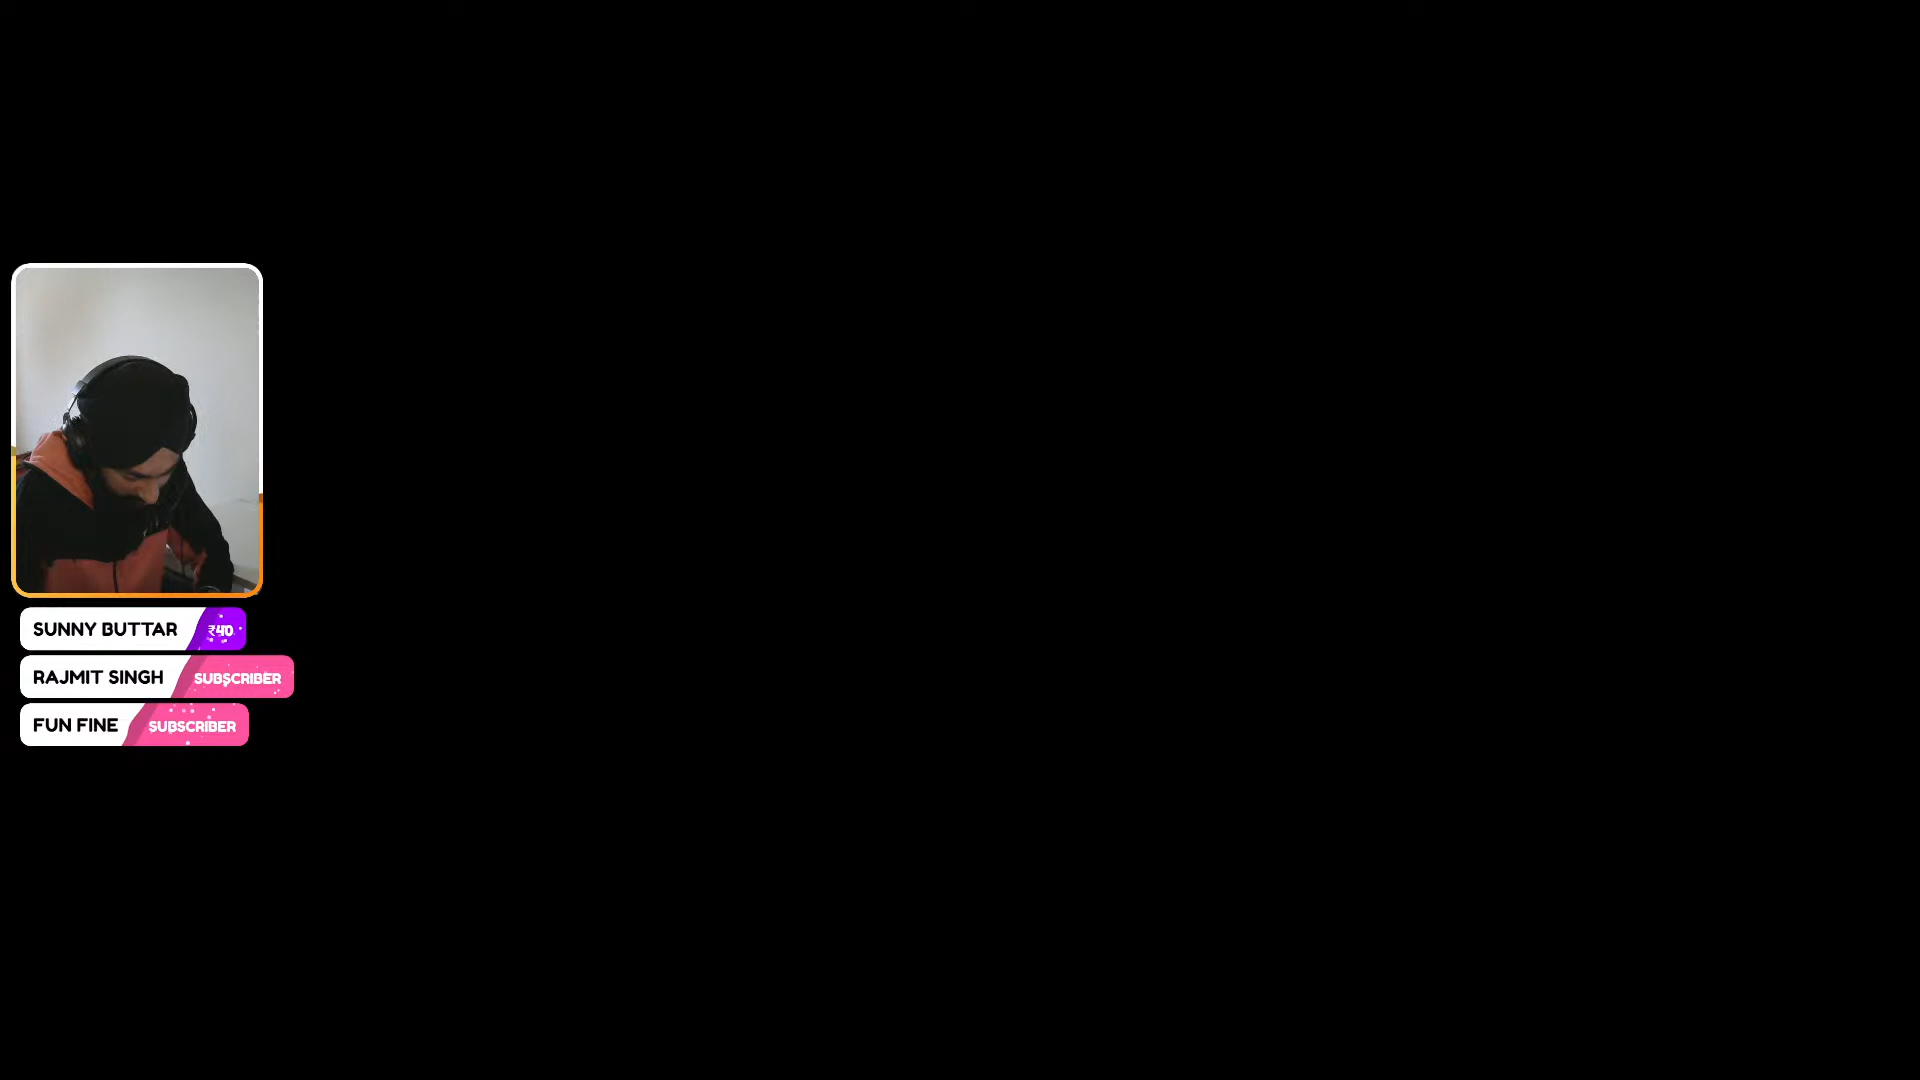 SUNNY BUTTAR ₹40
RAJMIT SINGH SUBSCRIBER
FUN FINE SUBSCRIBER